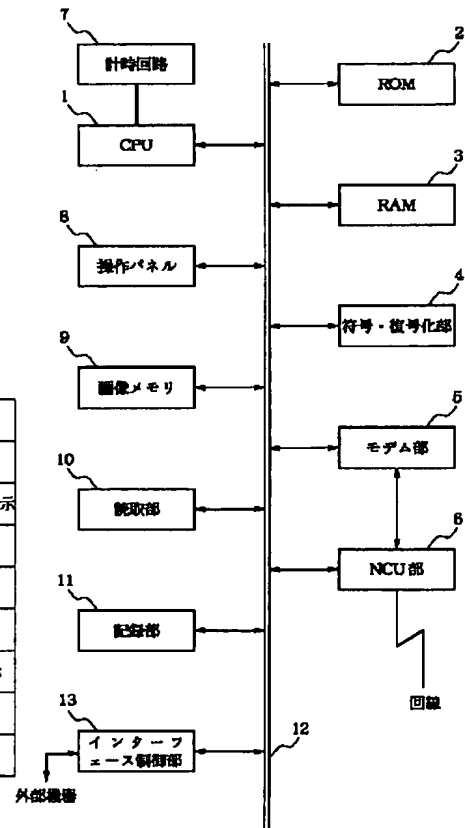 7
計時回路
2
ROM
1
CPU
3
RAM
8
操作パネル
4
符号・復号化部
9
画像メモリ
5
モデム部
10
読取部
6
NCU部
11
記録部
回線
13
インターフ
ェース制御部
12
外部機器
示